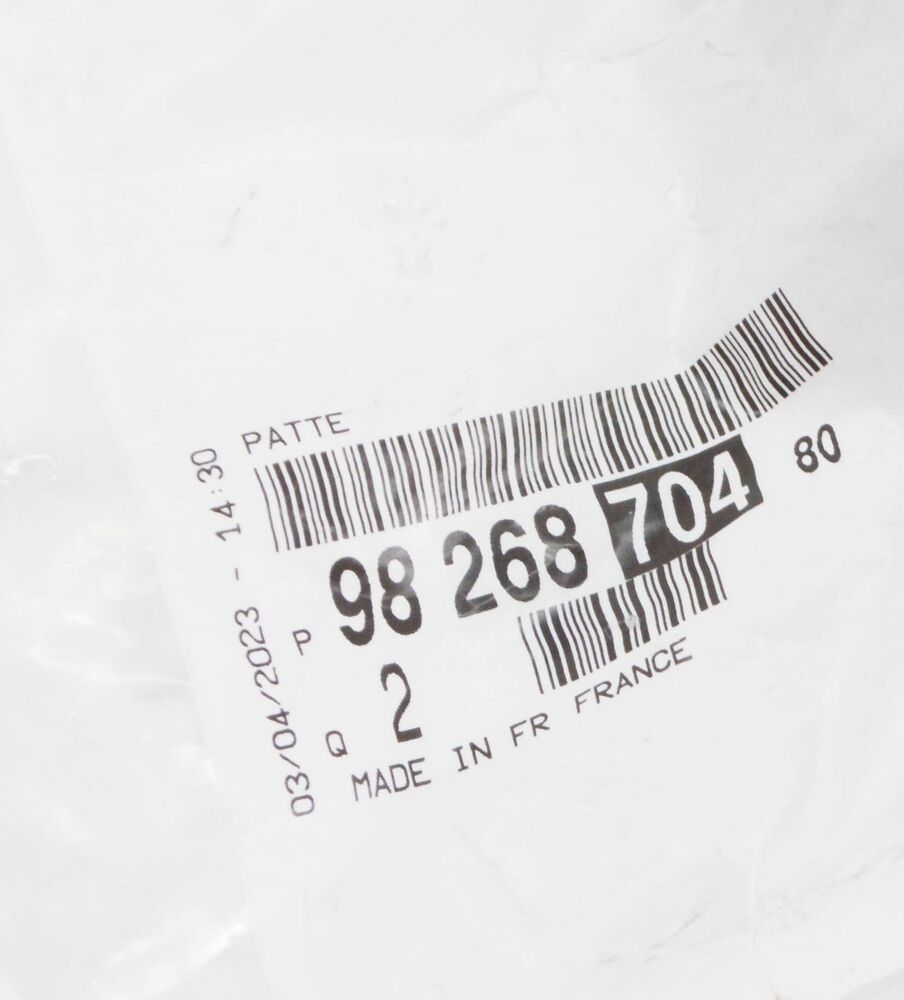 PATTE
P 98 268 704 80
Q 2
MADE IN FR FRANCE
03/04/2023 - 14:30